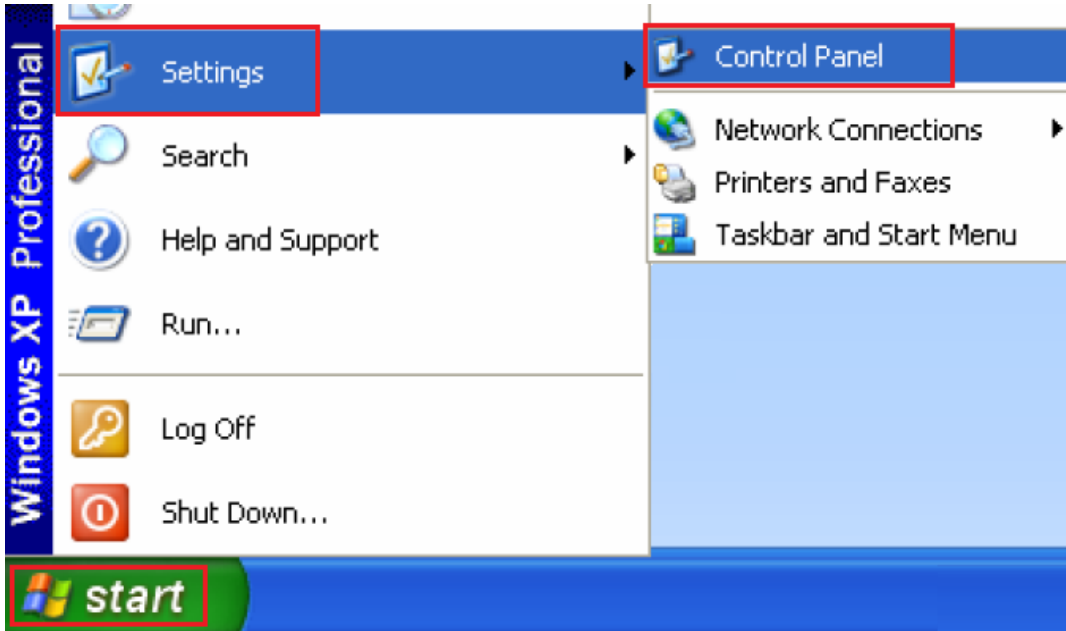 Windows XP Professional
Settings
Search
Help and Support
Run...
Log Off
Shut Down...
Control Panel
Network Connections
Printers and Faxes
Taskbar and Start Menu
start